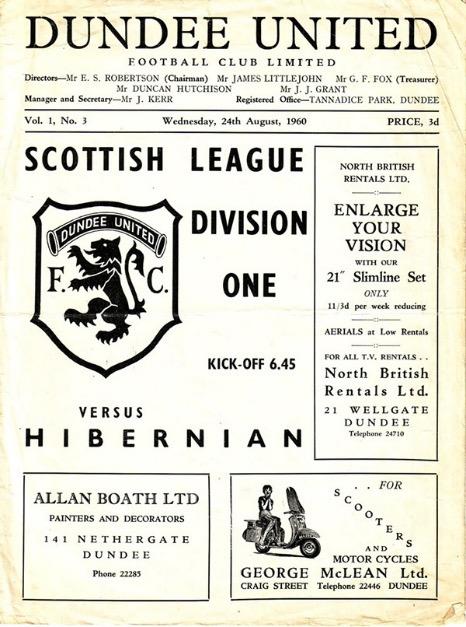 DUNDEE UNITED
FOOTBALL CLUB LIMITED
Directors—Mr E. S. ROBERTSON (Chairman) Mr JAMES LITTLEJOHN Mr G. F. FOX (Treasurer)
Mr DUNCAN HUTCHISON Mr J. J. GRANT
Manager and Secretary—Mr J. KERR Registered Office—TANNADICE PARK, DUNDEE
Vol. 1, No. 3 Wednesday, 24th August, 1960 PRICE, 3d
SCOTTISH LEAGUE
DIVISION
ONE
DUNDEE UNITED
F. C.
KICK-OFF 6.45
VERSUS
HIBERNIAN
NORTH BRITISH
RENTALS LTD.
ENLARGE
YOUR
VISION
WITH OUR
21″ Slimline Set
ONLY
11/3d per week reducing
AERIALS at Low Rentals
FOR ALL T.V. RENTALS . .
North British
Rentals Ltd.
21 WELLGATE
DUNDEE
Telephone 24710
ALLAN BOATH LTD
PAINTERS AND DECORATORS
141 NETHERGATE
DUNDEE
Phone 22285
. . FOR
SCOOTERS
AND
MOTOR CYCLES
GEORGE McLEAN Ltd.
CRAIG STREET Telephone 22446 DUNDEE